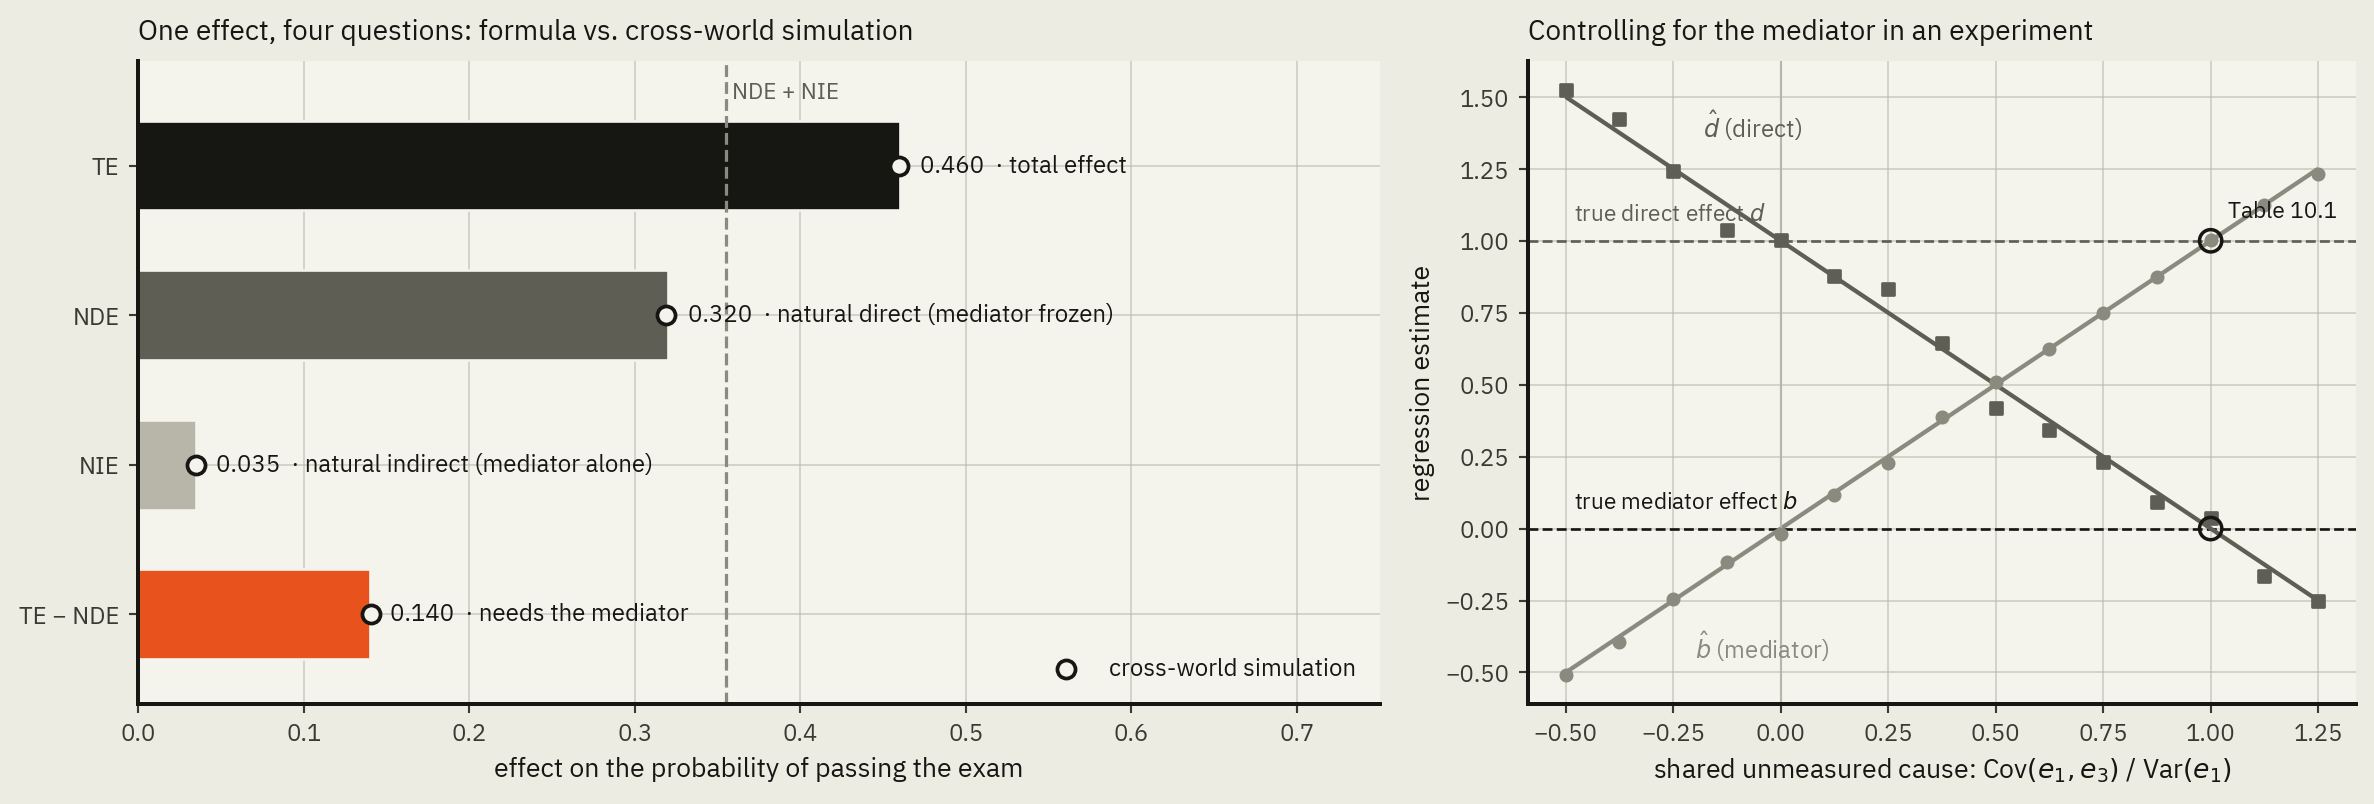 One effect, four questions: formula vs. cross-world simulation
NDE + NIE
TE
0.460 · total effect
NDE
0.320 · natural direct (mediator frozen)
NIE
0.035 · natural indirect (mediator alone)
TE − NDE
0.140 · needs the mediator
cross-world simulation
0.0 0.1 0.2 0.3 0.4 0.5 0.6 0.7
effect on the probability of passing the exam
Controlling for the mediator in an experiment
regression estimate
1.50
1.25
1.00
0.75
0.50
0.25
0.00
−0.25
−0.50
d̂ (direct)
true direct effect d
Table 10.1
true mediator effect b
b̂ (mediator)
−0.50 −0.25 0.00 0.25 0.50 0.75 1.00 1.25
shared unmeasured cause: Cov(e₁, e₃) / Var(e₁)